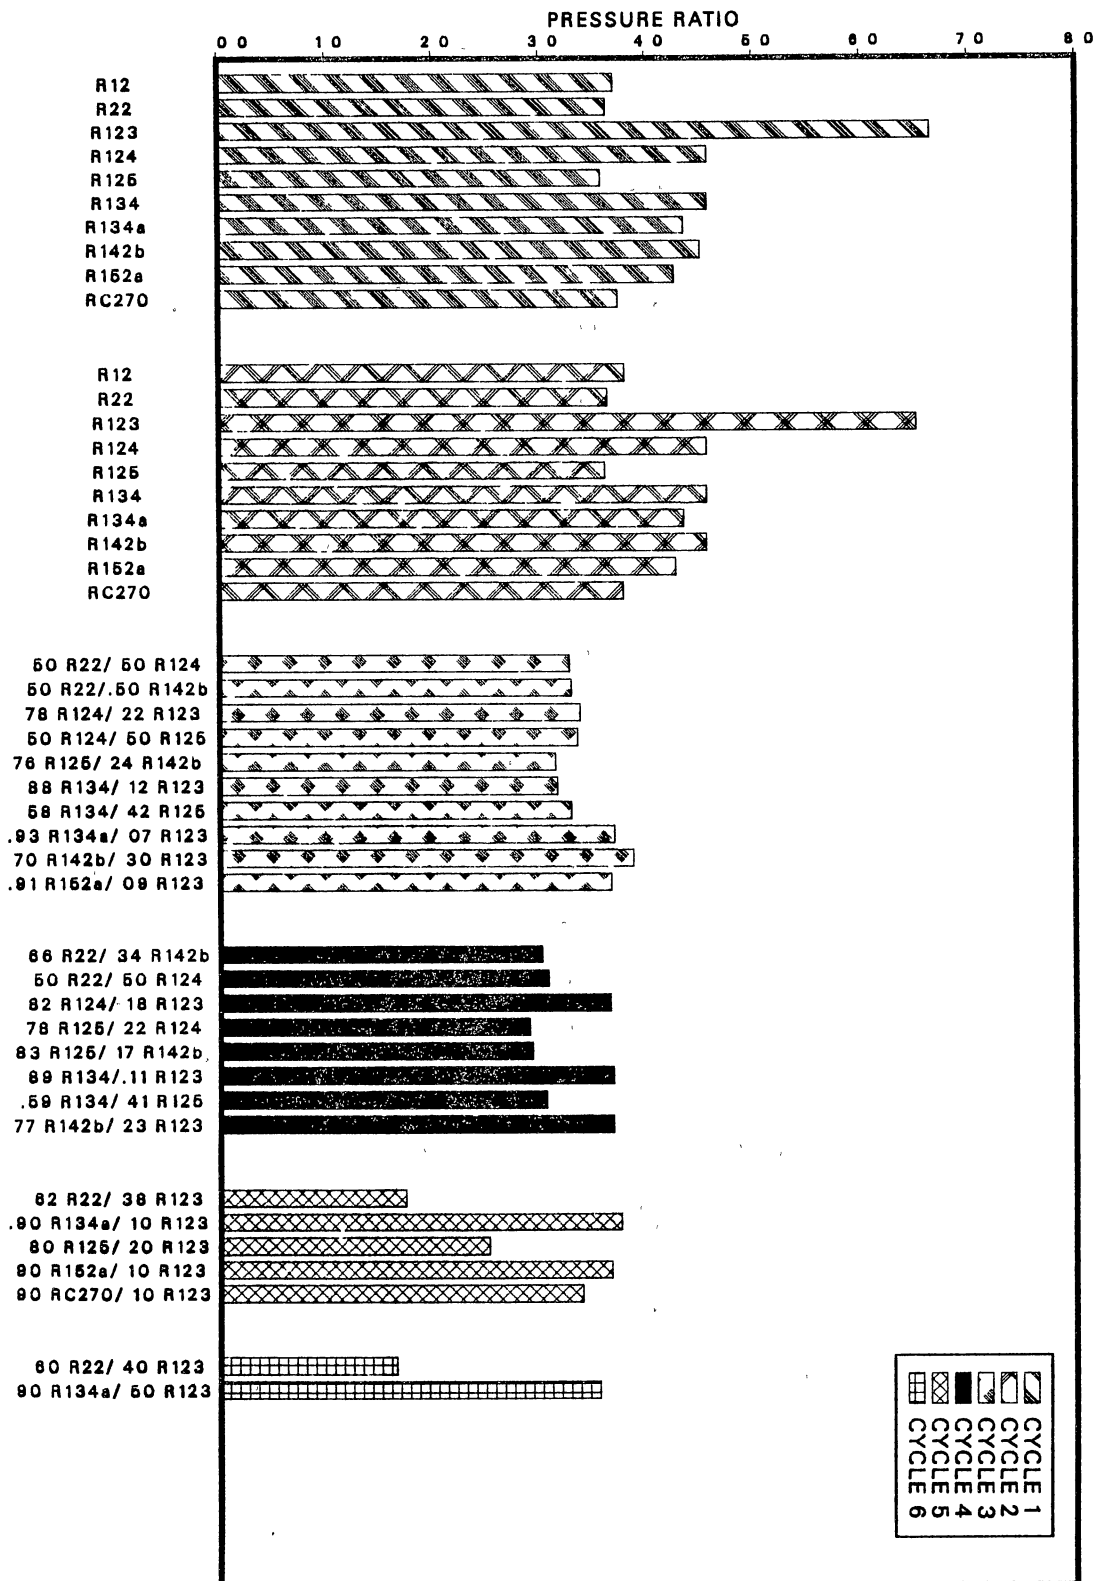 PRESSURE RATIO
0 0 1 0 2 0 3 0 4 0 5 0 6 0 7 0 8 0
R12
R22
R123
R124
R125
R134
R134a
R142b
R152a
RC270
R12
R22
R123
R124
R125
R134
R134a
R142b
R152a
RC270
50 R22/ 50 R124
50 R22/.50 R142b
78 R124/ 22 R123
50 R124/ 50 R125
76 R125/ 24 R142b
88 R134/ 12 R123
58 R134/ 42 R125
.93 R134a/ 07 R123
70 R142b/ 30 R123
.91 R152a/ 09 R123
66 R22/ 34 R142b
50 R22/ 50 R124
82 R124/ 18 R123
78 R125/ 22 R124
83 R125/ 17 R142b
89 R134/.11 R123
.59 R134/ 41 R125
77 R142b/ 23 R123
62 R22/ 38 R123
.90 R134a/ 10 R123
80 R125/ 20 R123
90 R152a/ 10 R123
90 RC270/ 10 R123
60 R22/ 40 R123
90 R134a/ 50 R123
CYCLE 1
CYCLE 2
CYCLE 3
CYCLE 4
CYCLE 5
CYCLE 6